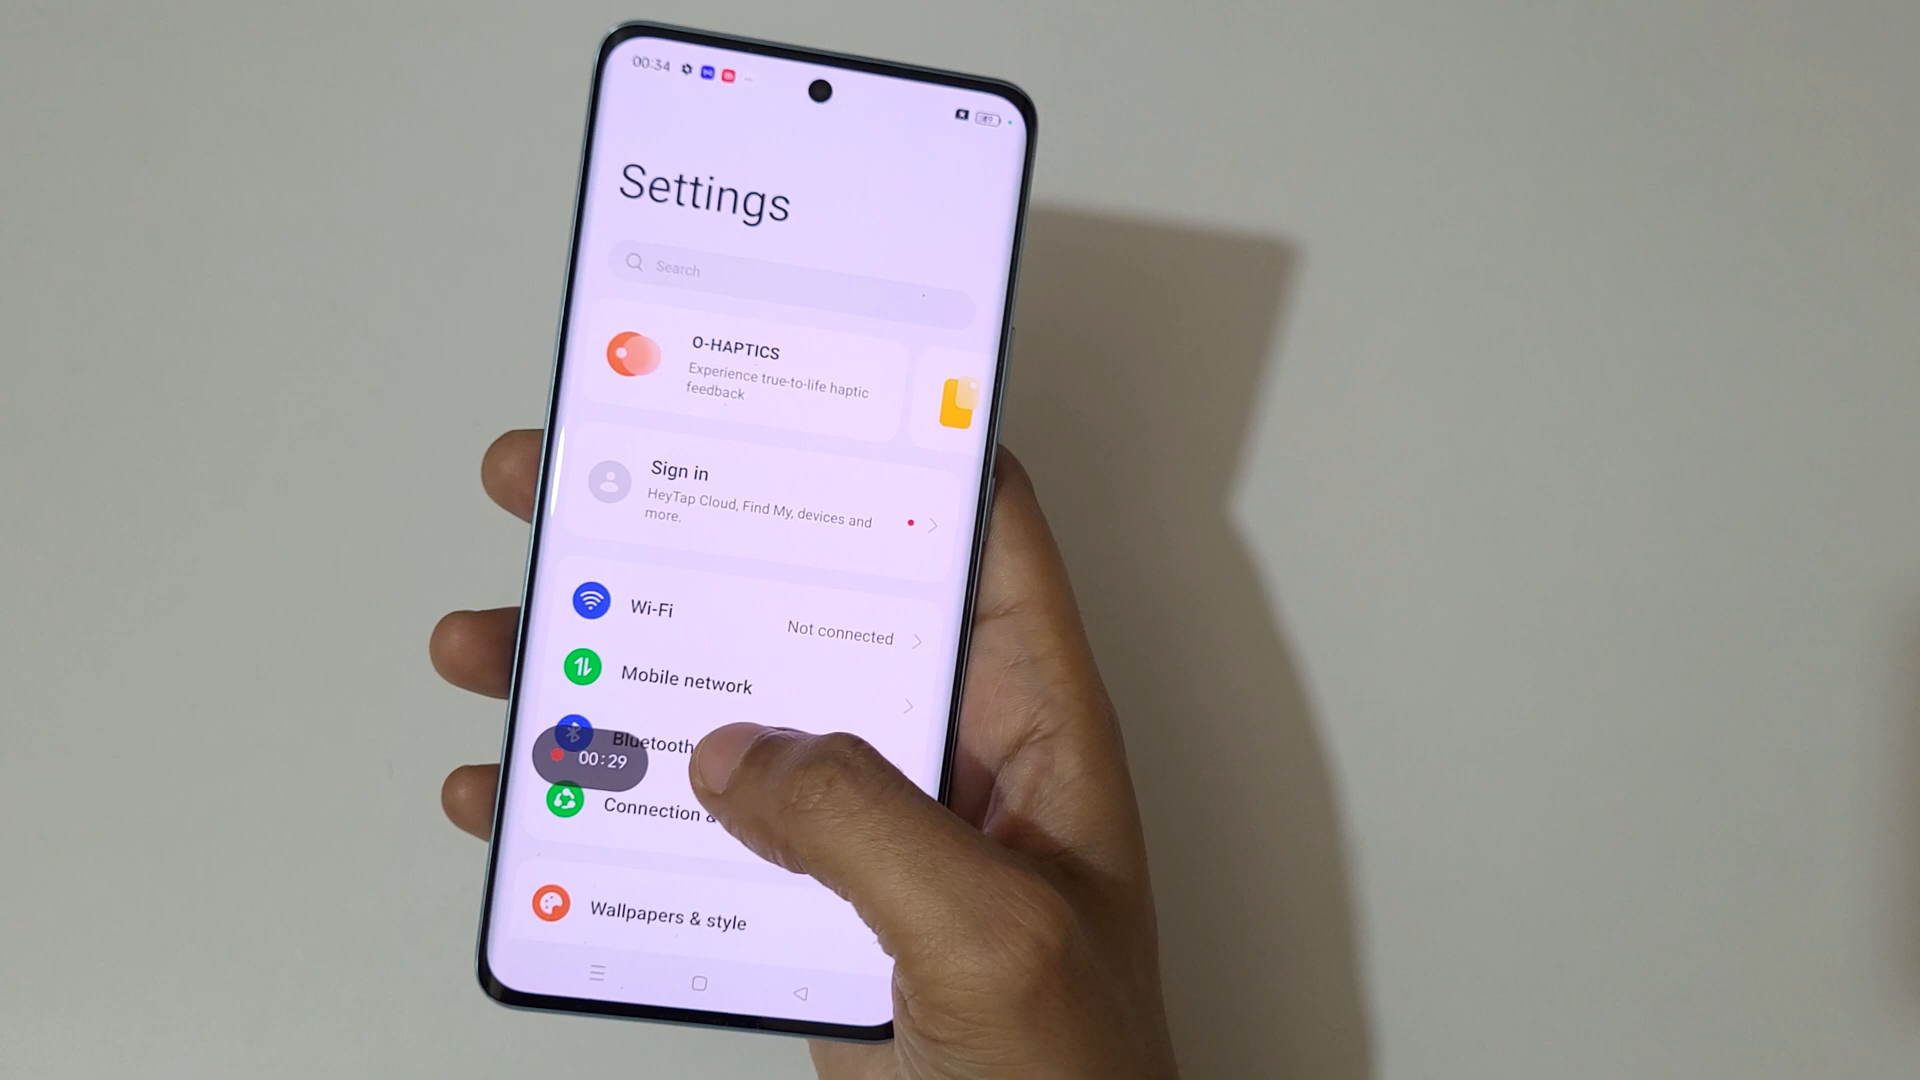 00:34
Settings
Search
O-HAPTICS
Experience true-to-life haptic
feedback
Sign in
HeyTap Cloud, Find My, devices and
more.
Wi-Fi
Not connected
Mobile network
Bluetooth
00:29
Connection &
Wallpapers & style